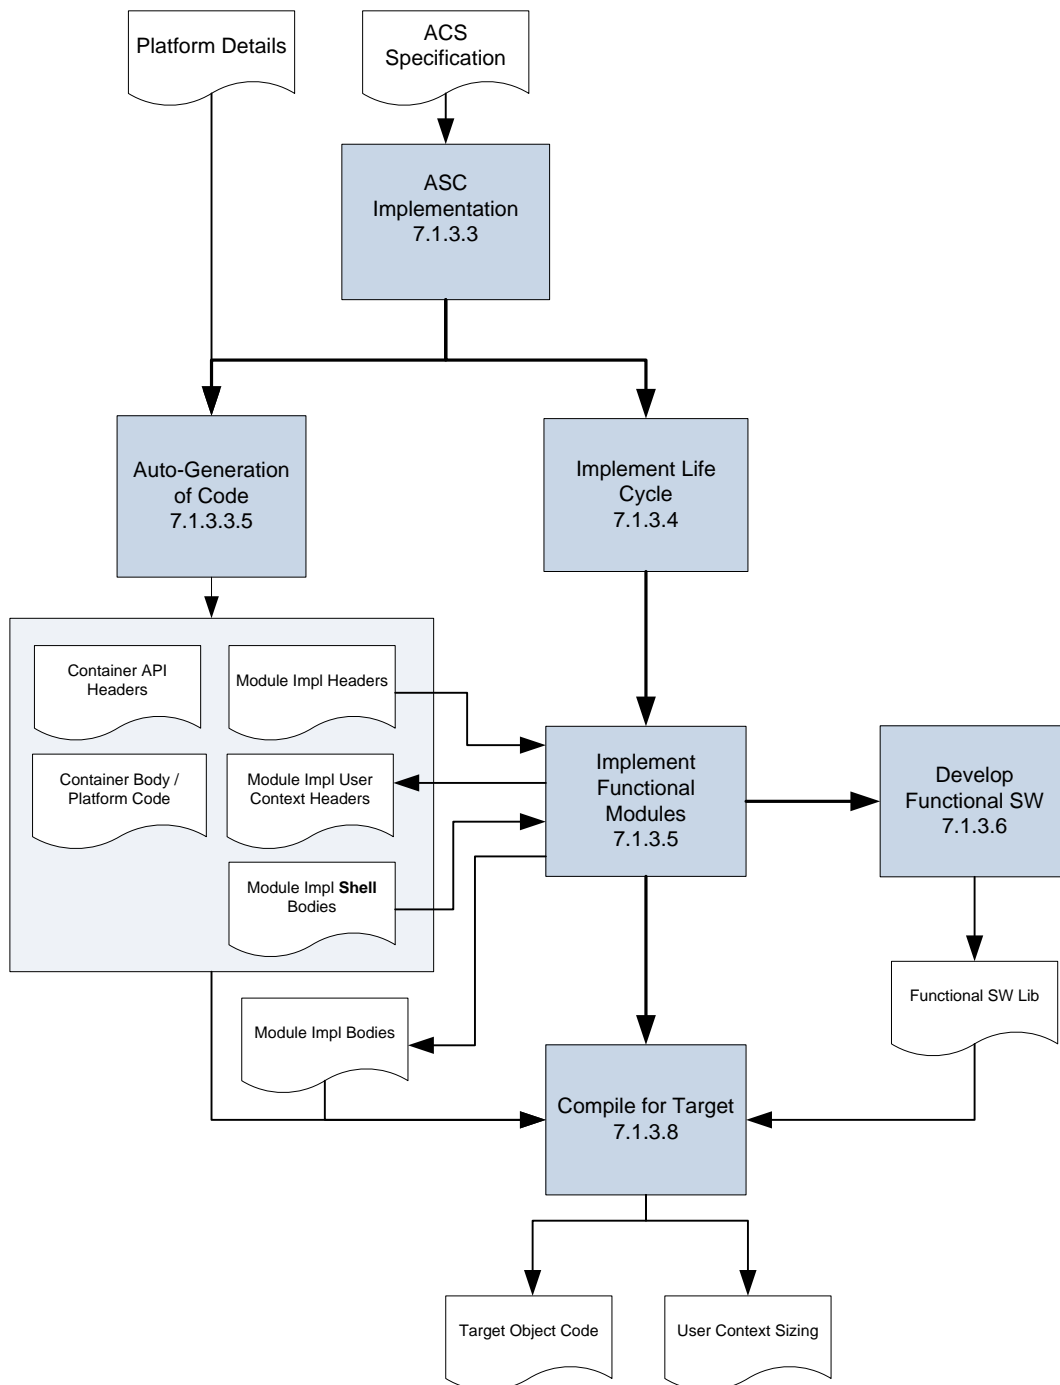 Platform Details
ACS
Specification
ASC
Implementation
7.1.3.3
Auto-Generation
of Code
7.1.3.3.5
Implement Life
Cycle
7.1.3.4
Container API
Headers
Module Impl Headers
Container Body /
Platform Code
Module Impl User
Context Headers
Module Impl Shell
Bodies
Implement
Functional
Modules
7.1.3.5
Develop
Functional SW
7.1.3.6
Functional SW Lib
Module Impl Bodies
Compile for Target
7.1.3.8
Target Object Code
User Context Sizing